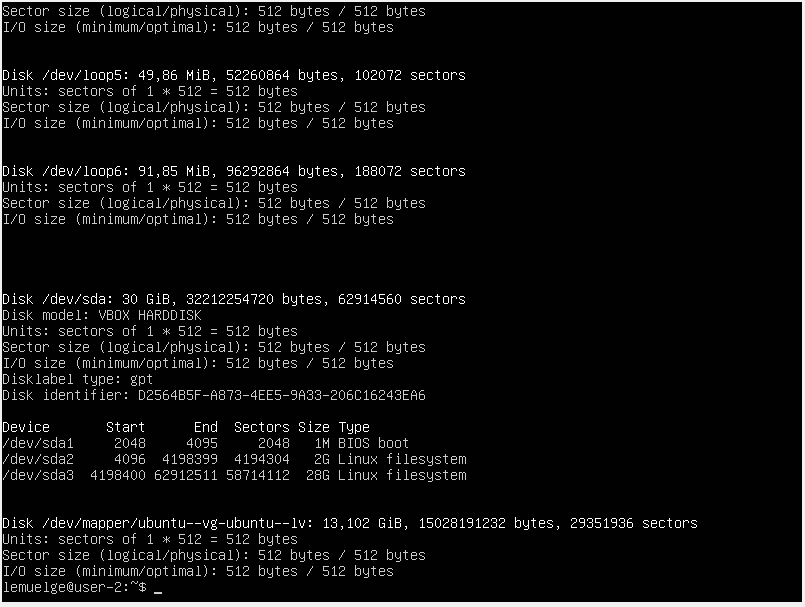 Sector size (logical/physical): 512 bytes / 512 bytes
I/O size (minimum/optimal): 512 bytes / 512 bytes
Disk /dev/loop5: 49,86 MiB, 52260864 bytes, 102072 sectors
Units: sectors of 1 * 512 = 512 bytes
Sector size (logical/physical): 512 bytes / 512 bytes
I/O size (minimum/optimal): 512 bytes / 512 bytes
Disk /dev/loop6: 91,85 MiB, 96292864 bytes, 188072 sectors
Units: sectors of 1 * 512 = 512 bytes
Sector size (logical/physical): 512 bytes / 512 bytes
I/O size (minimum/optimal): 512 bytes / 512 bytes
Disk /dev/sda: 30 GiB, 32212254720 bytes, 62914560 sectors
Disk model: VBOX HARDDISK
Units: sectors of 1 * 512 = 512 bytes
Sector size (logical/physical): 512 bytes / 512 bytes
I/O size (minimum/optimal): 512 bytes / 512 bytes
Disklabel type: gpt
Disk identifier: D2564B5F-A873-4EE5-9A33-206C16243EA6
Device Start End Sectors Size Type
/dev/sda1 2048 4095 2048 1M BIOS boot
/dev/sda2 4096 4198399 4194304 2G Linux filesystem
/dev/sda3 4198400 62912511 58714112 28G Linux filesystem
Disk /dev/mapper/ubuntu--vg-ubuntu--lv: 13,102 GiB, 15028191232 bytes, 29351936 sectors
Units: sectors of 1 * 512 = 512 bytes
Sector size (logical/physical): 512 bytes / 512 bytes
I/O size (minimum/optimal): 512 bytes / 512 bytes
lemuelge@user-2:~$ _